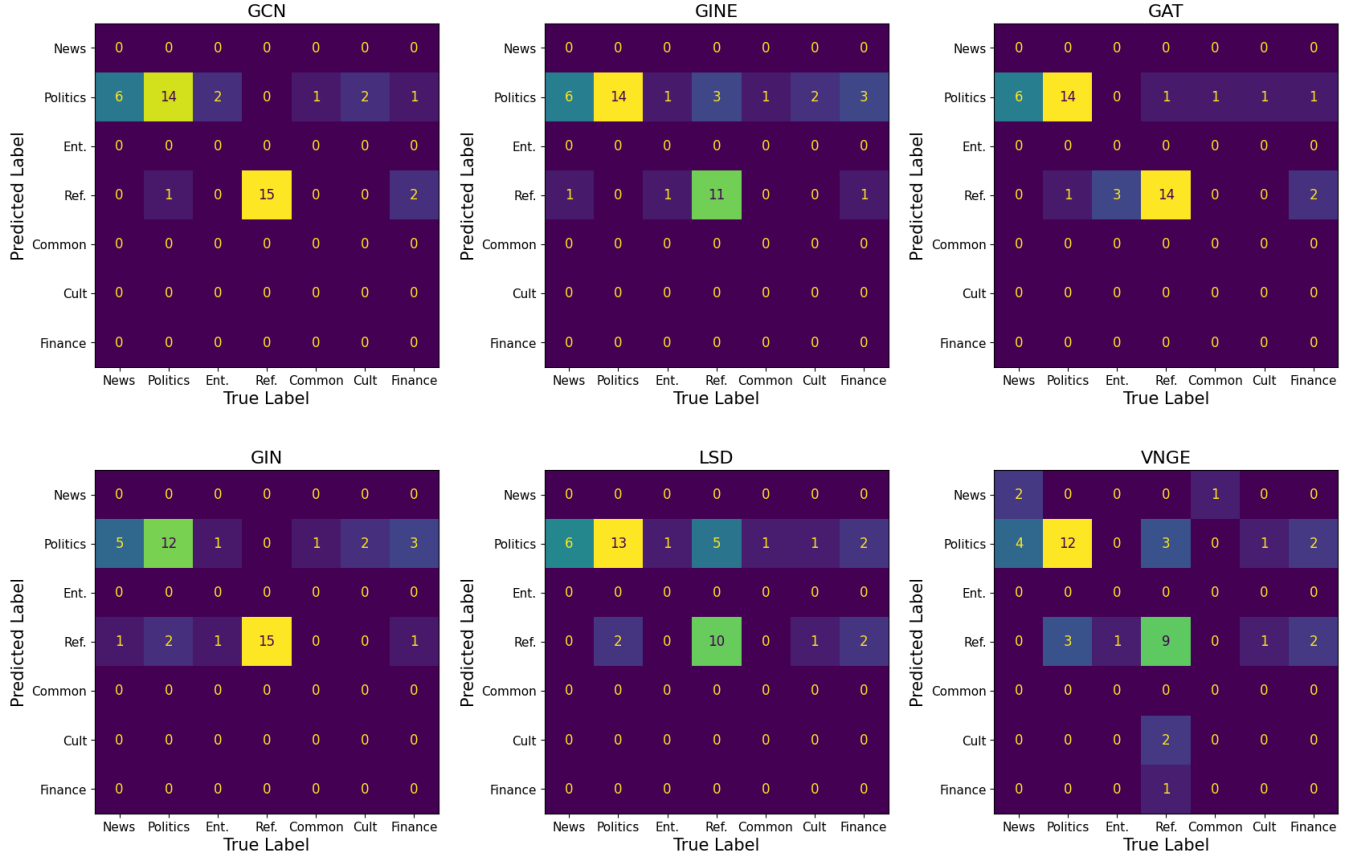 GCN
GINE
GAT
News 0 0 0 0 0 0 0
Politics 6 14 2 0 1 2 1
Ent. 0 0 0 0 0 0 0
Ref. 0 1 0 15 0 0 2
Common 0 0 0 0 0 0 0
Cult 0 0 0 0 0 0 0
Finance 0 0 0 0 0 0 0
News Politics Ent. Ref. Common Cult Finance
True Label
Predicted Label
News 0 0 0 0 0 0 0
Politics 6 14 1 3 1 2 3
Ent. 0 0 0 0 0 0 0
Ref. 1 0 1 11 0 0 1
Common 0 0 0 0 0 0 0
Cult 0 0 0 0 0 0 0
Finance 0 0 0 0 0 0 0
News Politics Ent. Ref. Common Cult Finance
True Label
Predicted Label
News 0 0 0 0 0 0 0
Politics 6 14 0 1 1 1 1
Ent. 0 0 0 0 0 0 0
Ref. 0 1 3 14 0 0 2
Common 0 0 0 0 0 0 0
Cult 0 0 0 0 0 0 0
Finance 0 0 0 0 0 0 0
News Politics Ent. Ref. Common Cult Finance
True Label
Predicted Label
GIN
LSD
VNGE
News 0 0 0 0 0 0 0
Politics 5 12 1 0 1 2 3
Ent. 0 0 0 0 0 0 0
Ref. 1 2 1 15 0 0 1
Common 0 0 0 0 0 0 0
Cult 0 0 0 0 0 0 0
Finance 0 0 0 0 0 0 0
News Politics Ent. Ref. Common Cult Finance
True Label
Predicted Label
News 0 0 0 0 0 0 0
Politics 6 13 1 5 1 1 2
Ent. 0 0 0 0 0 0 0
Ref. 0 2 0 10 0 1 2
Common 0 0 0 0 0 0 0
Cult 0 0 0 0 0 0 0
Finance 0 0 0 0 0 0 0
News Politics Ent. Ref. Common Cult Finance
True Label
Predicted Label
News 2 0 0 0 1 0 0
Politics 4 12 0 3 0 1 2
Ent. 0 0 0 0 0 0 0
Ref. 0 3 1 9 0 1 2
Common 0 0 0 0 0 0 0
Cult 0 0 0 2 0 0 0
Finance 0 0 0 1 0 0 0
News Politics Ent. Ref. Common Cult Finance
True Label
Predicted Label